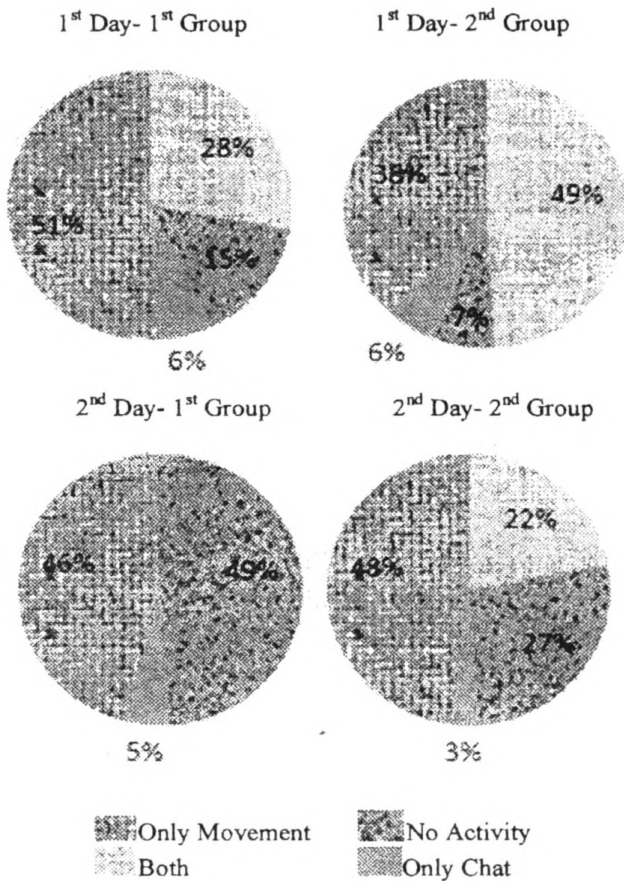 1st Day- 1st Group
1st Day- 2nd Group
28%
51%
15%
6%
38%
49%
7%
6%
2nd Day- 1st Group
2nd Day- 2nd Group
46%
49%
5%
48%
22%
27%
3%
Only Movement
No Activity
Both
Only Chat